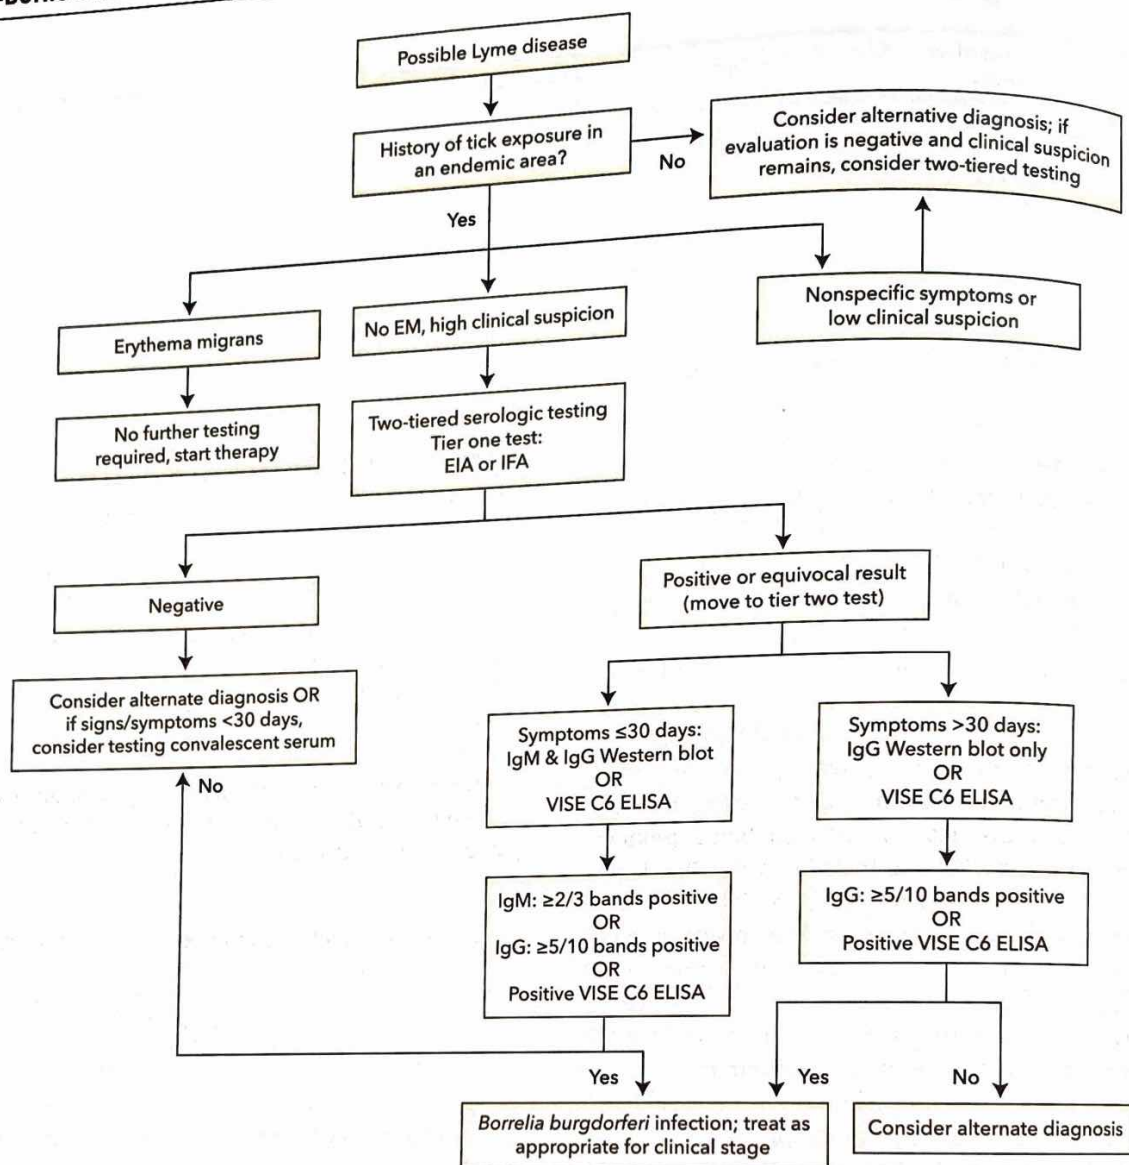 Possible Lyme disease
History of tick exposure in
an endemic area?
No
Consider alternative diagnosis; if
evaluation is negative and clinical suspicion
remains, consider two-tiered testing
Yes
Erythema migrans
No EM, high clinical suspicion
Nonspecific symptoms or
low clinical suspicion
No further testing
required, start therapy
Two-tiered serologic testing
Tier one test:
EIA or IFA
Negative
Positive or equivocal result
(move to tier two test)
Consider alternate diagnosis OR
if signs/symptoms <30 days,
consider testing convalescent serum
No
Symptoms ≤30 days:
IgM & IgG Western blot
OR
VISE C6 ELISA
Symptoms >30 days:
IgG Western blot only
OR
VISE C6 ELISA
IgM: ≥2/3 bands positive
OR
IgG: ≥5/10 bands positive
OR
Positive VISE C6 ELISA
IgG: ≥5/10 bands positive
OR
Positive VISE C6 ELISA
Yes
Yes
No
Borrelia burgdorferi infection; treat as
appropriate for clinical stage
Consider alternate diagnosis